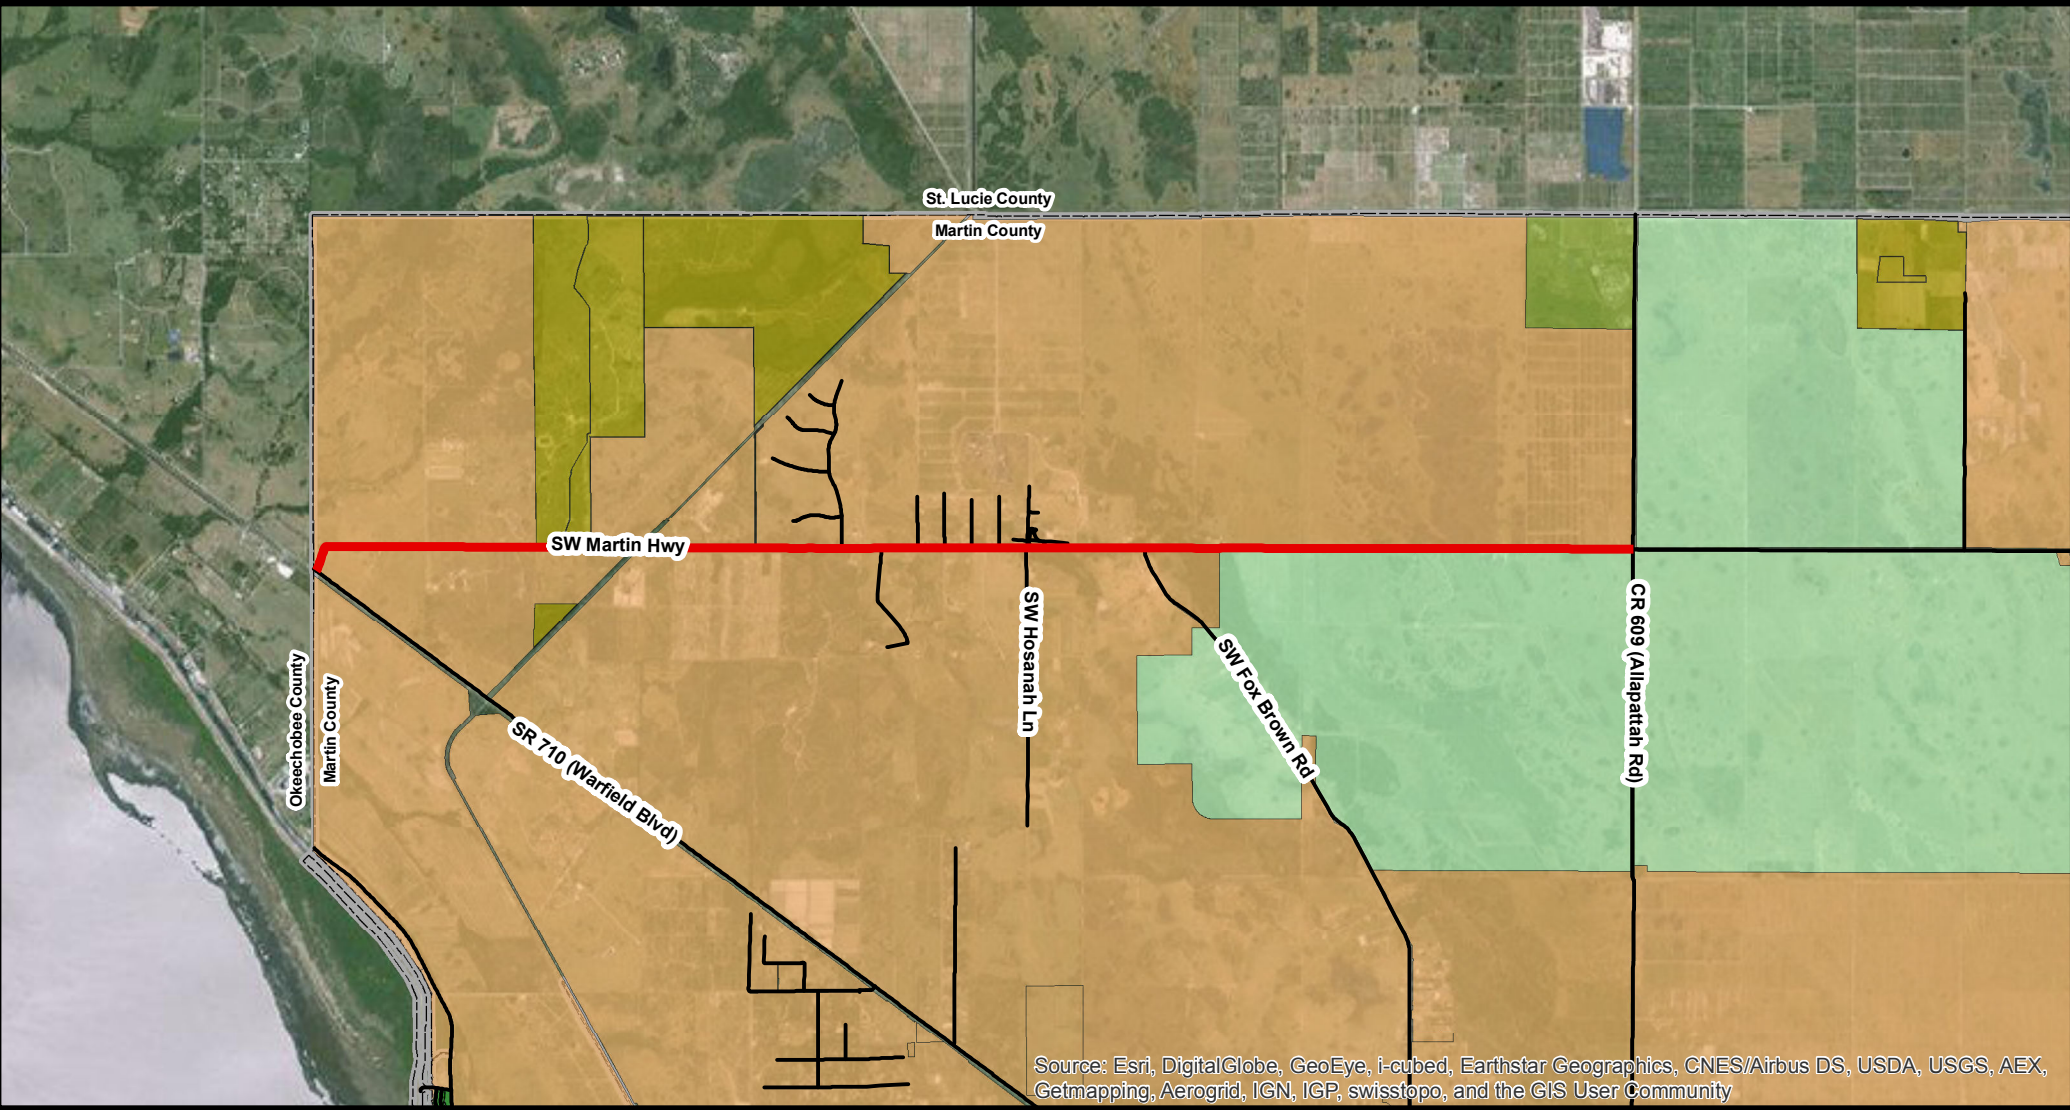 St. Lucie County
Martin County
SW Martin Hwy
SW Hosanah Ln
CR 609 (Allapattah Rd)
SW Fox Brown Rd
Okeechobee County
Martin County
SR 710 (Warfield Blvd)
Source: Esri, DigitalGlobe, GeoEye, i-cubed, Earthstar Geographics, CNES/Airbus DS, USDA, USGS, AEX,
Getmapping, Aerogrid, IGN, IGP, swisstopo, and the GIS User Community